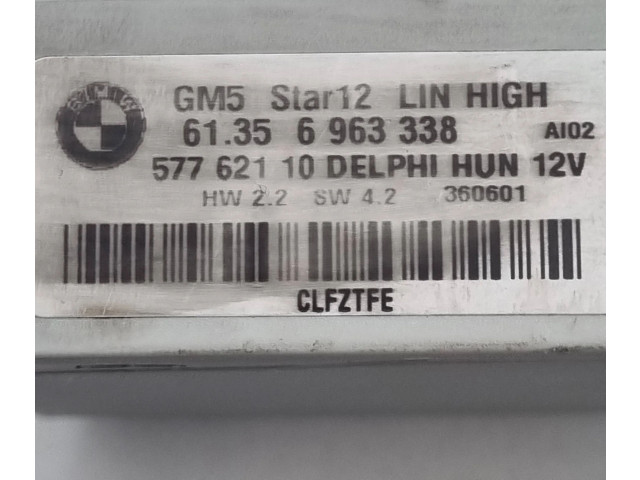 BMW
GM5 Star12 LIN HIGH
61.35 6 963 338 AI02
577 621 10 DELPHI HUN 12V
HW 2.2 SW 4.2 360601
CLFZTFE